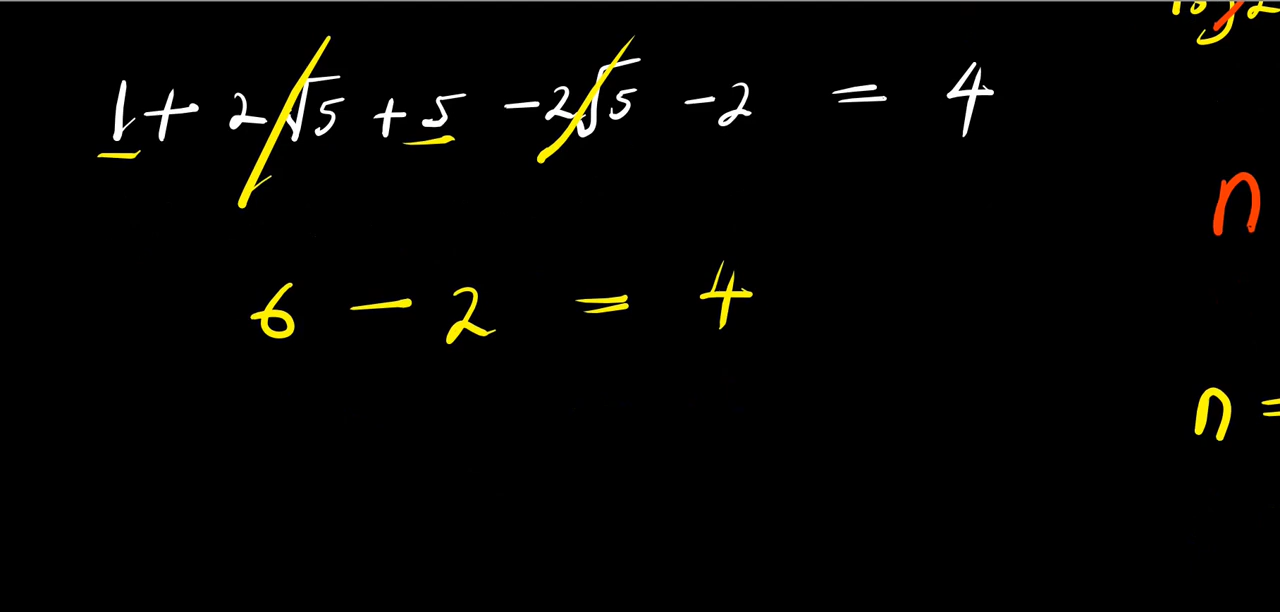 1 + 2√5 + 5 - 2√5 - 2 = 4
n
6 - 2 = 4
n =